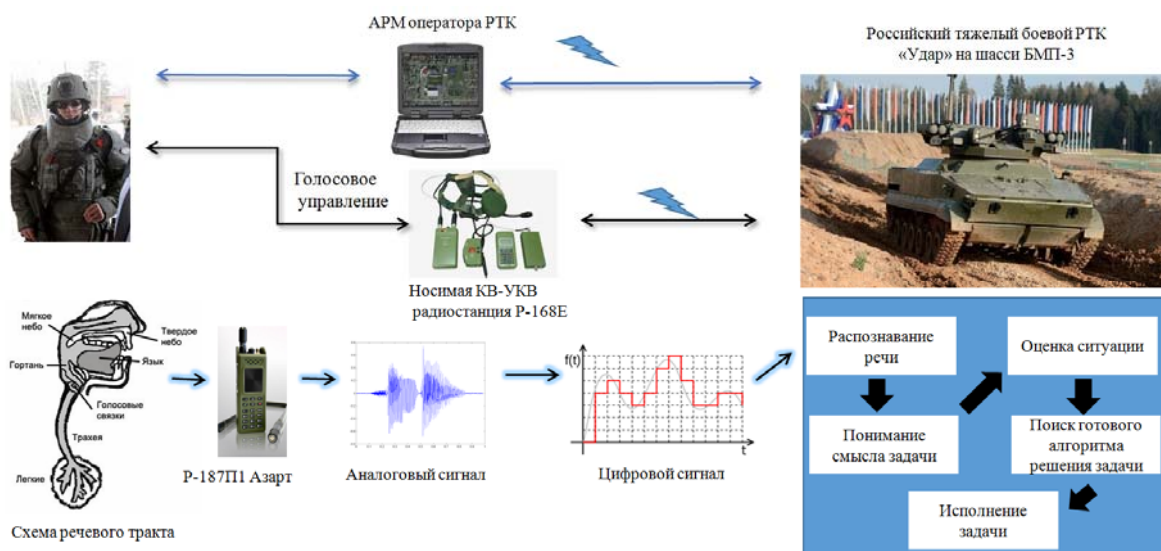 АРМ оператора РТК
Российский тяжелый боевой РТК
«Удар» на шасси БМП-3
Голосовое
управление
Носимая КВ-УКВ
радиостанция Р-168Е
Мягкое
небо
Твердое
небо
Гортань
Язык
Голосовые
связки
Трахея
Легкие
Схема речевого тракта
Р-187П1 Азарт
Аналоговый сигнал
f(t)
t
Цифровой сигнал
Распознавание
речи
Оценка ситуации
Понимание
смысла задачи
Поиск готового
алгоритма
решения задачи
Исполнение
задачи